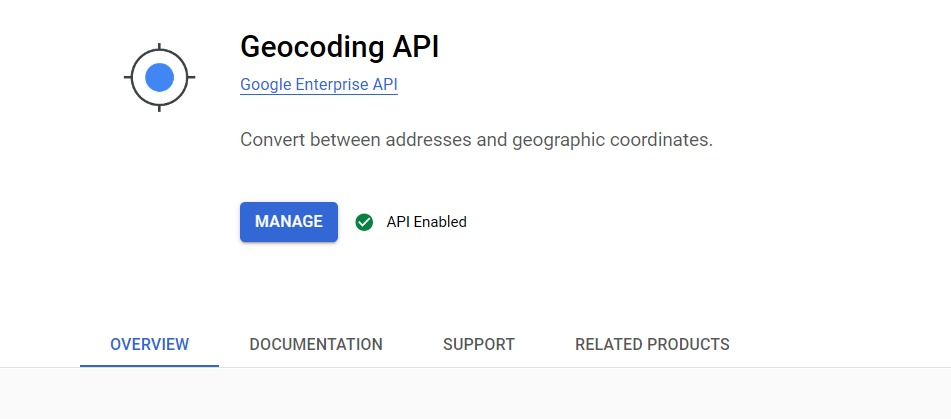 Geocoding API
Google Enterprise API
Convert between addresses and geographic coordinates.
MANAGE API Enabled
OVERVIEW DOCUMENTATION SUPPORT RELATED PRODUCTS